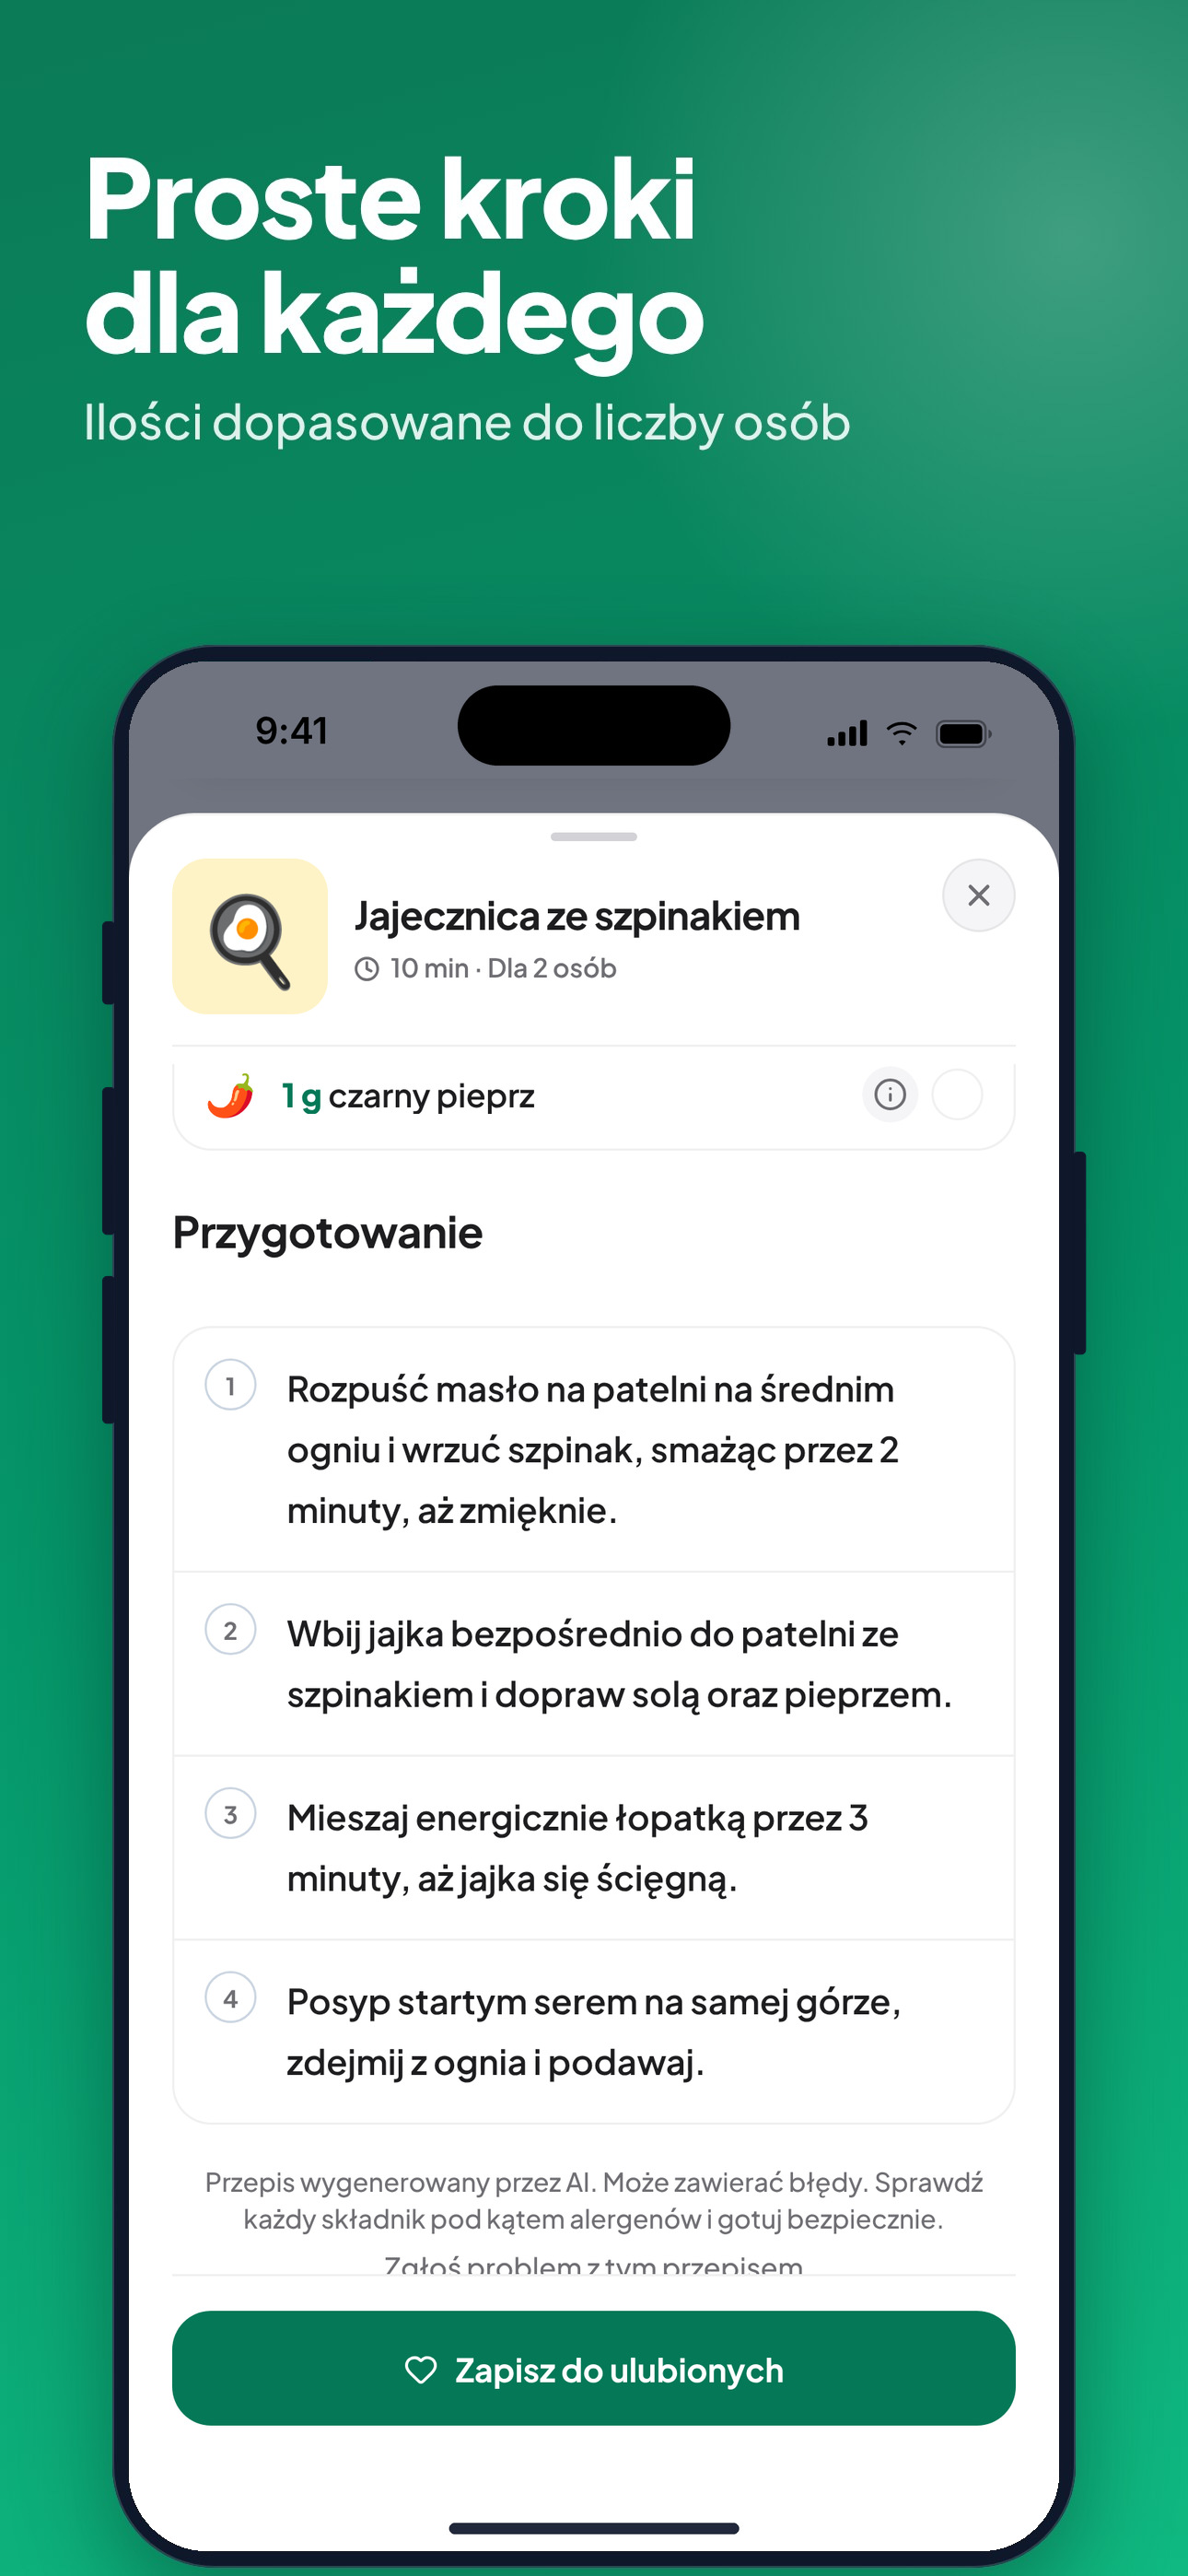 Proste kroki
dla każdego
Ilości dopasowane do liczby osób
9:41
Jajecznica ze szpinakiem
10 min · Dla 2 osób
1 g czarny pieprz
Przygotowanie
1 Rozpuść masło na patelni na średnim
ogniu i wrzuć szpinak, smażąc przez 2
minuty, aż zmięknie.
2 Wbij jajka bezpośrednio do patelni ze
szpinakiem i dopraw solą oraz pieprzem.
3 Mieszaj energicznie łopatką przez 3
minuty, aż jajka się ścięgną.
4 Posyp startym serem na samej górze,
zdejmij z ognia i podawaj.
Przepis wygenerowany przez AI. Może zawierać błędy. Sprawdź
każdy składnik pod kątem alergenów i gotuj bezpiecznie.
Zgłoś problem z tym przepisem
Zapisz do ulubionych